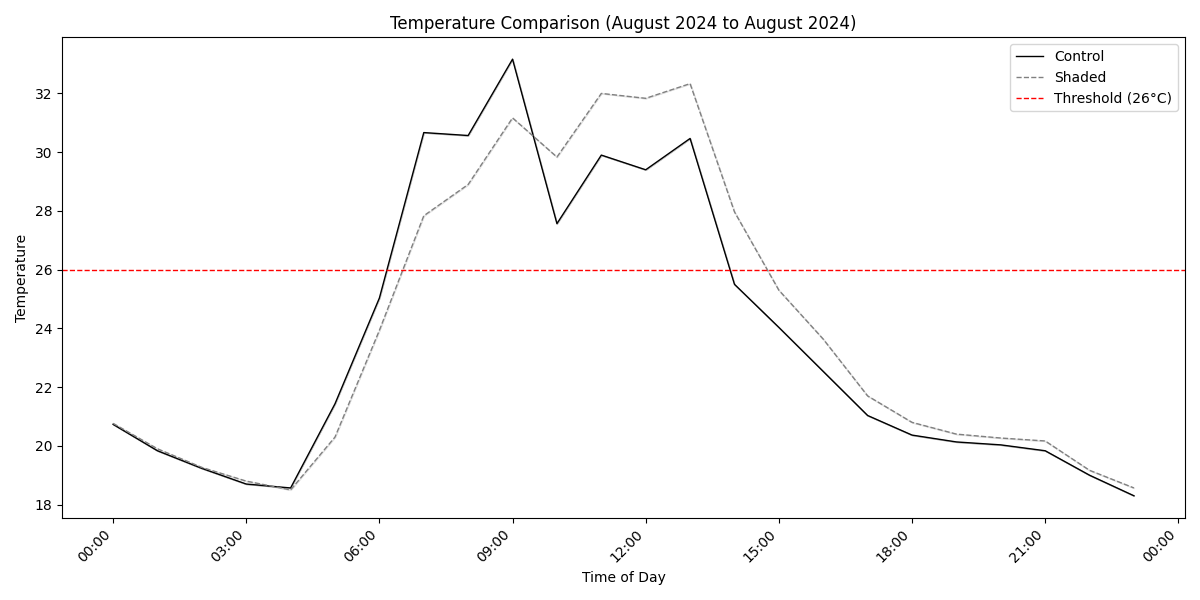 Temperature Comparison (August 2024 to August 2024)
Control
Shaded
Threshold (26°C)
Temperature
32
30
28
26
24
22
20
18
00:00
03:00
06:00
09:00
12:00
15:00
18:00
21:00
00:00
Time of Day